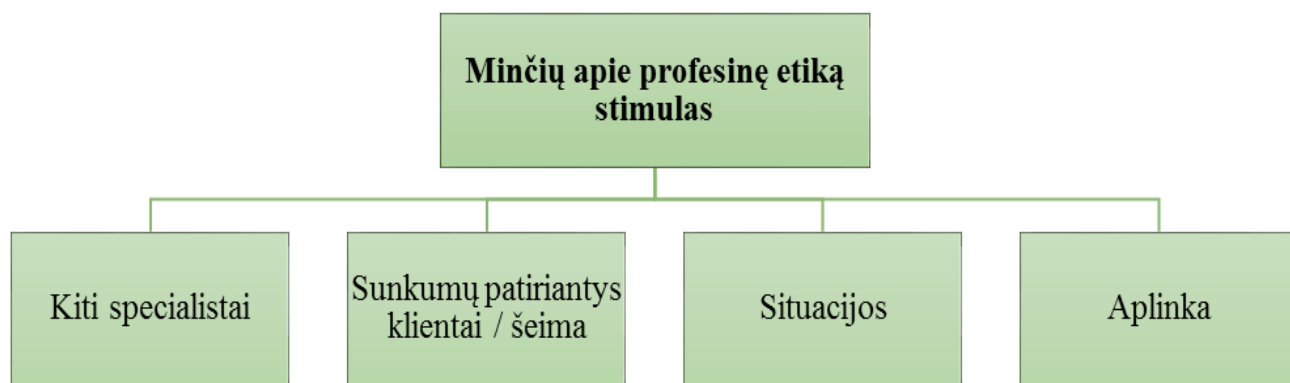 Minčių apie profesinę etiką
stimulas
Kiti specialistai
Sunkumų patiriantys
klientai / šeima
Situacijos
Aplinka